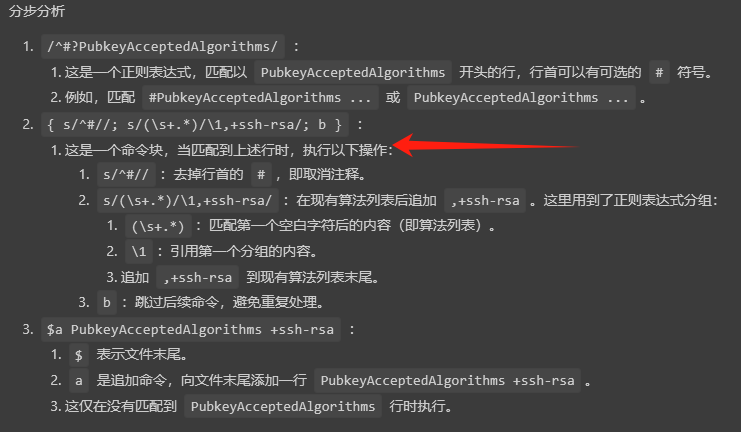 分步分析
1. /^#?PubkeyAcceptedAlgorithms/ ：
1. 这是一个正则表达式，匹配以 PubkeyAcceptedAlgorithms 开头的行，行首可以有可选的 # 符号。
2. 例如，匹配 #PubkeyAcceptedAlgorithms ... 或 PubkeyAcceptedAlgorithms ... 。
2. { s/^#//; s/(\s+.*)/\1,+ssh-rsa/; b } ：
1. 这是一个命令块，当匹配到上述行时，执行以下操作：
1. s/^#// ：去掉行首的 # ，即取消注释。
2. s/(\s+.*)/\1,+ssh-rsa/ ：在现有算法列表后追加 ,+ssh-rsa 。这里用到了正则表达式分组：
1. (\s+.*) ：匹配第一个空白字符后的内容（即算法列表）。
2. \1 ：引用第一个分组的内容。
3. 追加 ,+ssh-rsa 到现有算法列表末尾。
3. b ：跳过后续命令，避免重复处理。
3. $a PubkeyAcceptedAlgorithms +ssh-rsa ：
1. $ 表示文件末尾。
2. a 是追加命令，向文件末尾添加一行 PubkeyAcceptedAlgorithms +ssh-rsa 。
3. 这仅在没有匹配到 PubkeyAcceptedAlgorithms 行时执行。